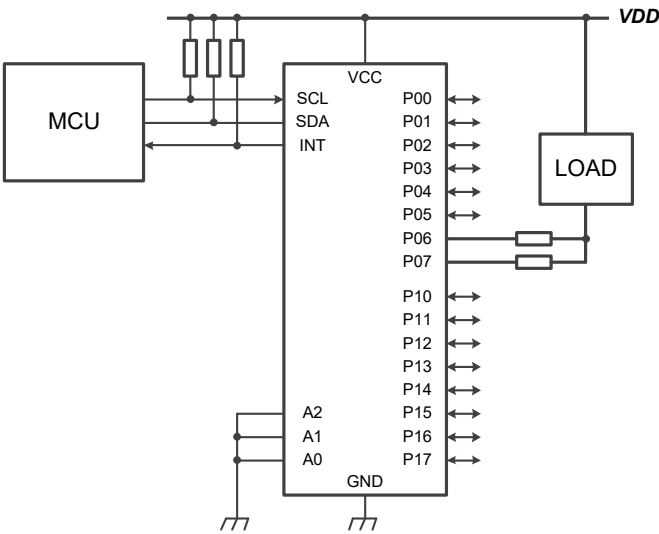 VDD
VCC
MCU
SCL
SDA
INT
P00
P01
P02
P03
P04
P05
P06
P07
LOAD
P10
P11
P12
P13
P14
P15
P16
P17
A2
A1
A0
GND